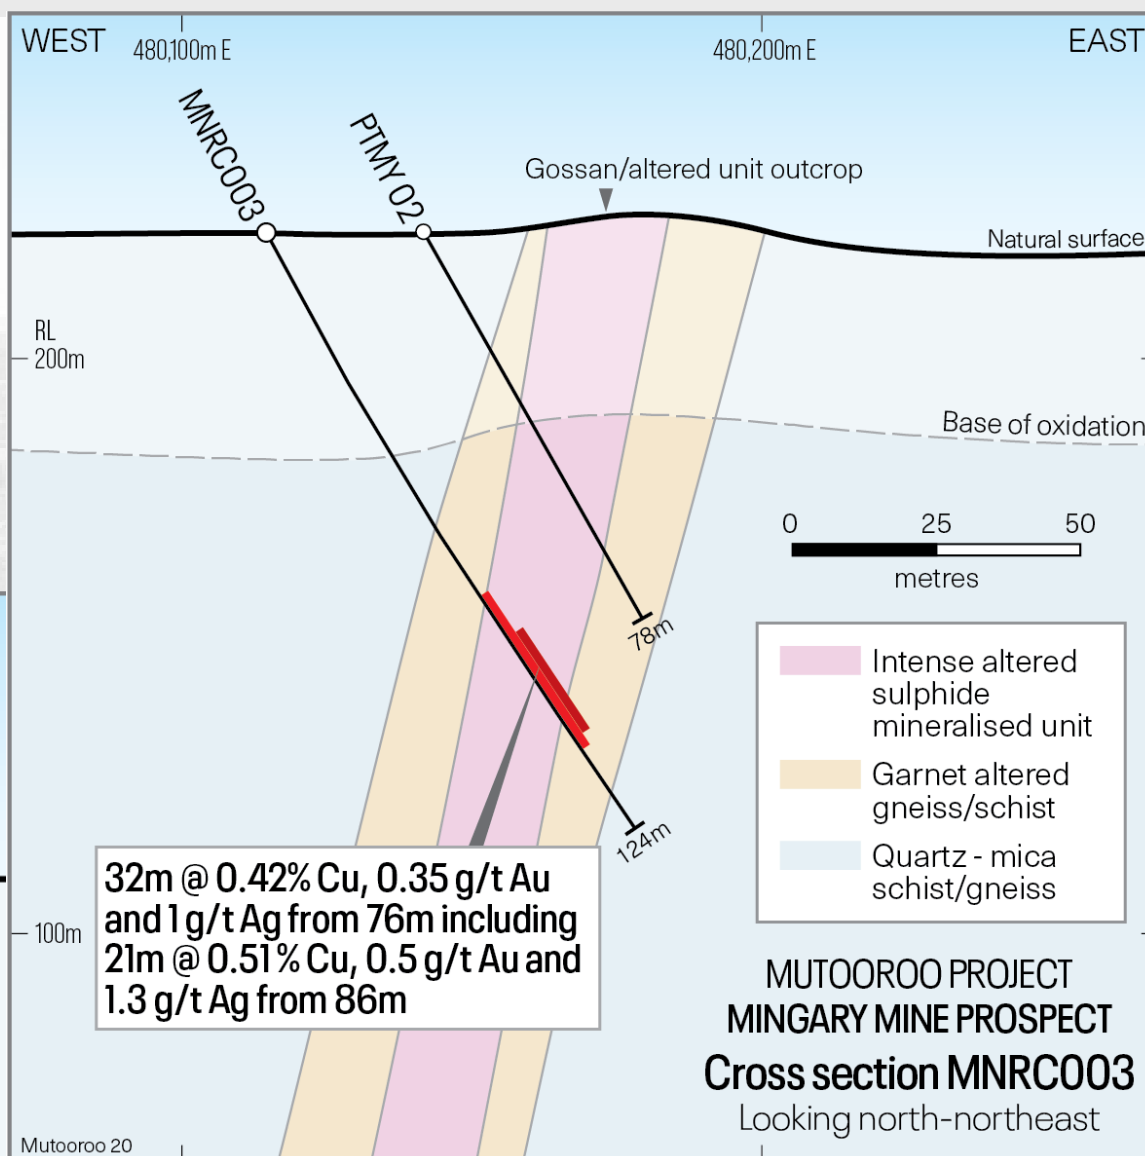 WEST
480,100m E
480,200m E
EAST
MNRC003
PTMY 02
Gossan/altered unit outcrop
Natural surface
RL
200m
Base of oxidation
0 25 50
metres
78m
Intense altered
sulphide
mineralised unit
Garnet altered
gneiss/schist
Quartz - mica
schist/gneiss
124m
32m @ 0.42% Cu, 0.35 g/t Au
and 1 g/t Ag from 76m including
21m @ 0.51% Cu, 0.5 g/t Au and
1.3 g/t Ag from 86m
100m
MUTOOROO PROJECT
MINGARY MINE PROSPECT
Cross section MNRC003
Looking north-northeast
Mutooroo 20